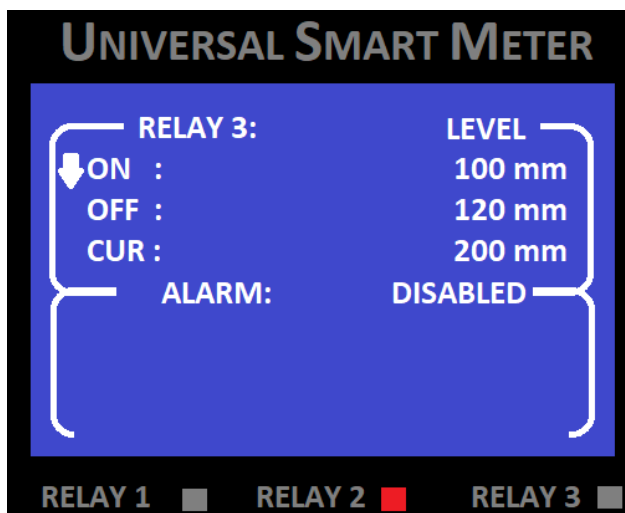 UNIVERSAL SMART METER
RELAY 3: LEVEL
ON : 100 mm
OFF : 120 mm
CUR : 200 mm
ALARM: DISABLED
RELAY 1 RELAY 2 RELAY 3